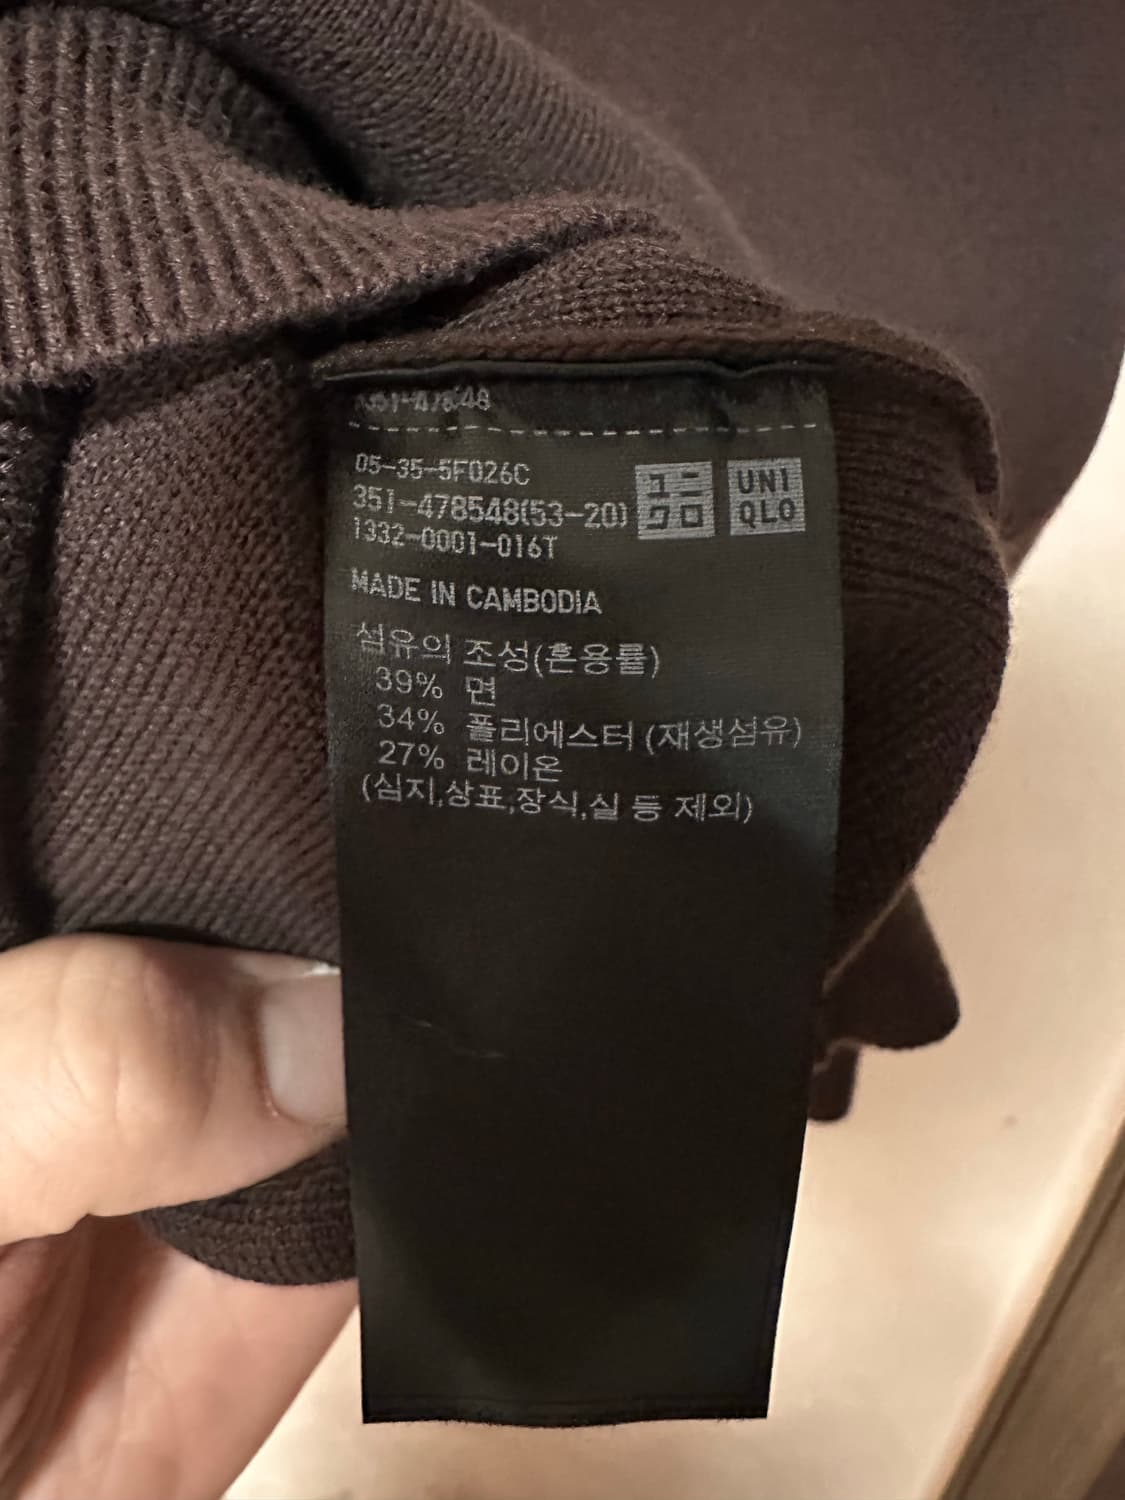 351-478548
05-35-5F026C
351-478548(53-20)
1332-0001-016T
ユニ
クロ
UNI
QLO
MADE IN CAMBODIA
섬유의 조성(혼용률)
39% 면
34% 폴리에스터 (재생섬유)
27% 레이온
(심지,상표,장식,실 등 제외)